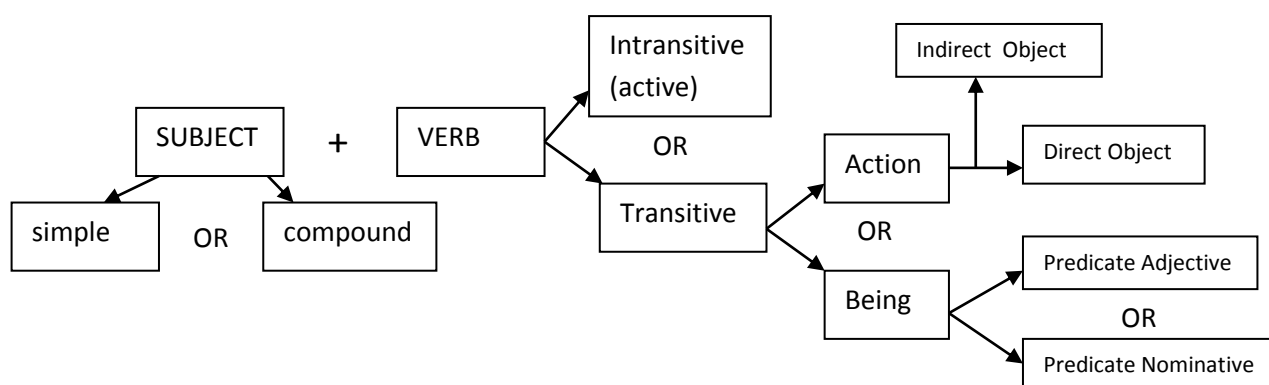 SUBJECT
+
VERB
simple
OR
compound
Intransitive
(active)
OR
Transitive
Action
OR
Being
Indirect Object
Direct Object
Predicate Adjective
OR
Predicate Nominative